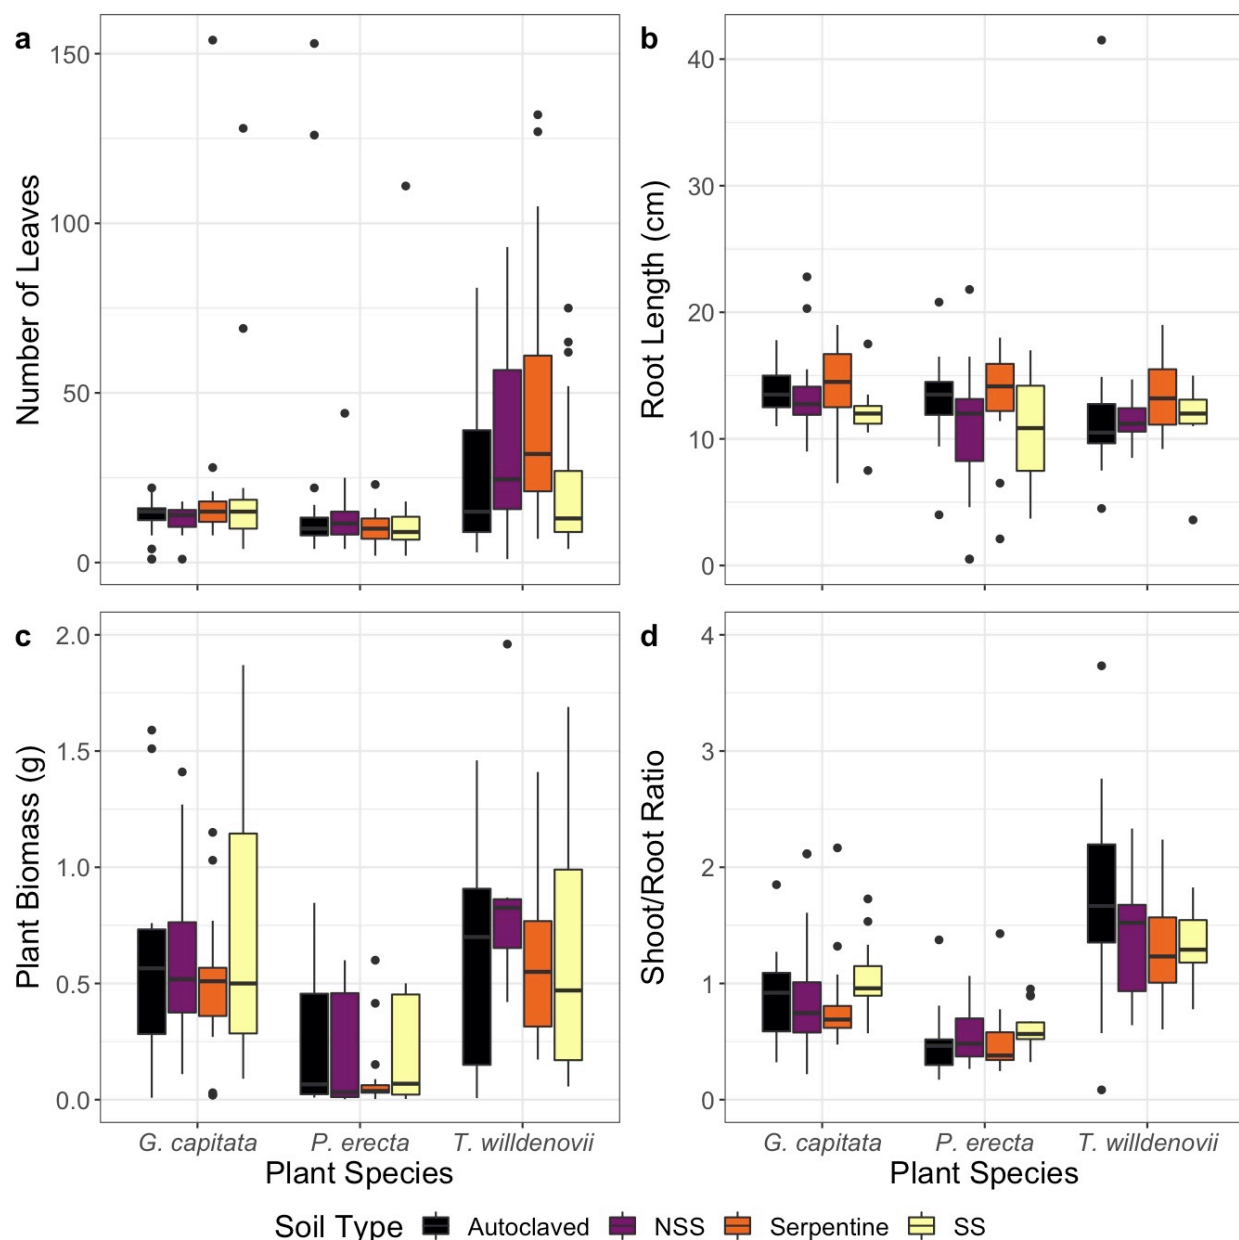 a
150
100
50
0
Number of Leaves
b
40
30
20
10
0
Root Length (cm)
c
2.0
1.5
1.0
0.5
0.0
Plant Biomass (g)
G. capitata
P. erecta
T. willdenovii
Plant Species
d
4
3
2
1
0
Shoot/Root Ratio
G. capitata
P. erecta
T. willdenovii
Plant Species
Soil Type Autoclaved NSS Serpentine SS